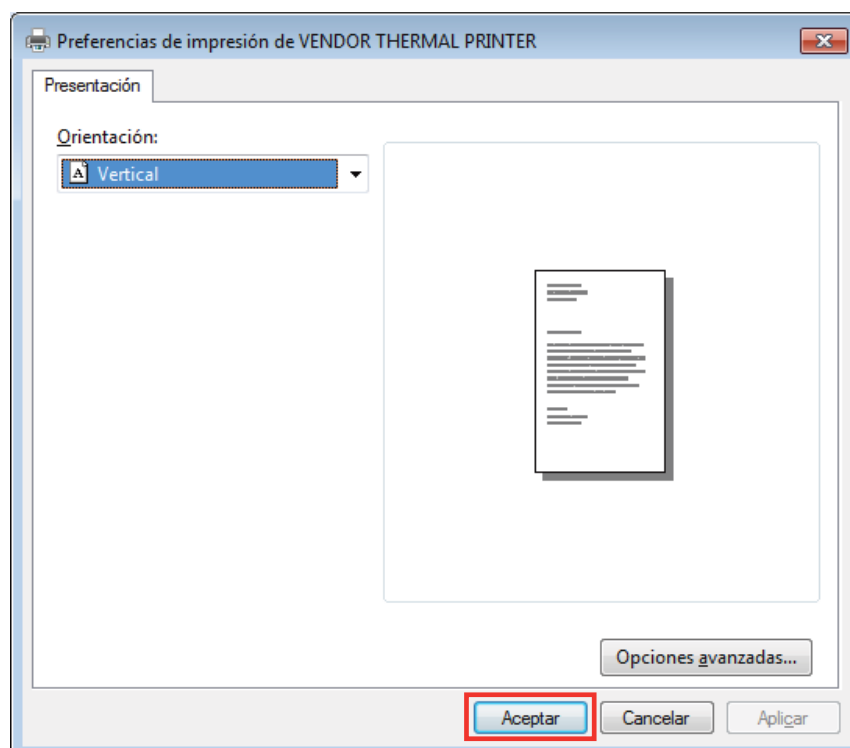 Preferencias de impresión de VENDOR THERMAL PRINTER
Presentación
Orientación:
A Vertical
Opciones avanzadas...
Aceptar Cancelar Aplicar